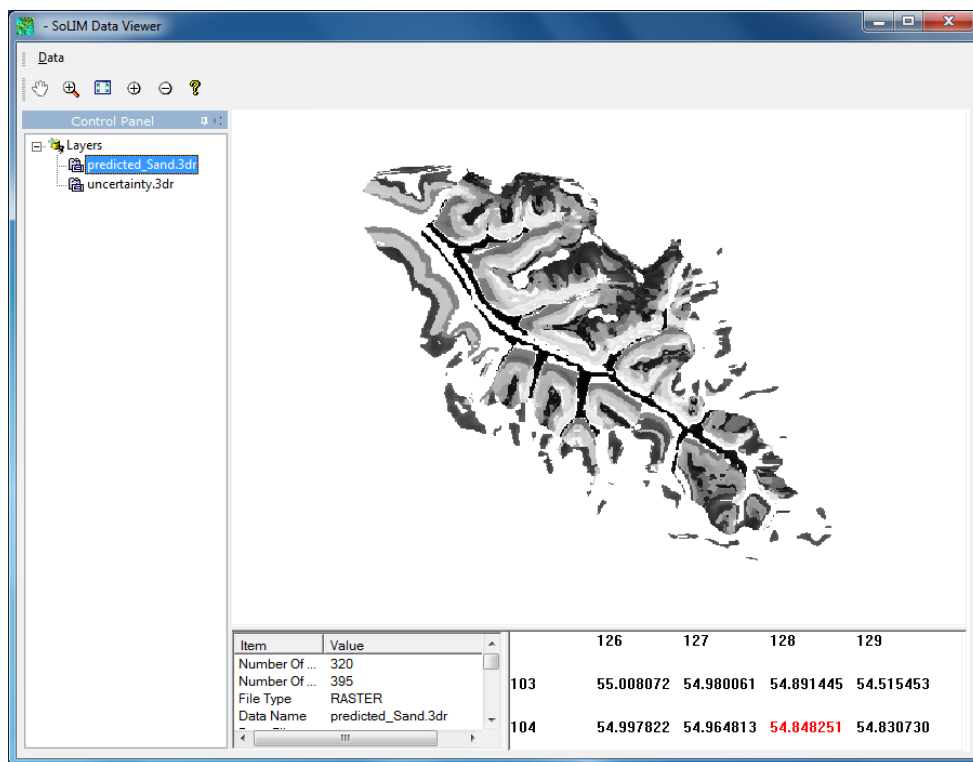 - SoLIM Data Viewer
Data
Control Panel
Layers
predicted_Sand.3dr
uncertainty.3dr
Item Value
Number Of ... 320
Number Of ... 395
File Type RASTER
Data Name predicted_Sand.3dr
126 127 128 129
103 55.008072 54.980061 54.891445 54.515453
104 54.997822 54.964813 54.848251 54.830730